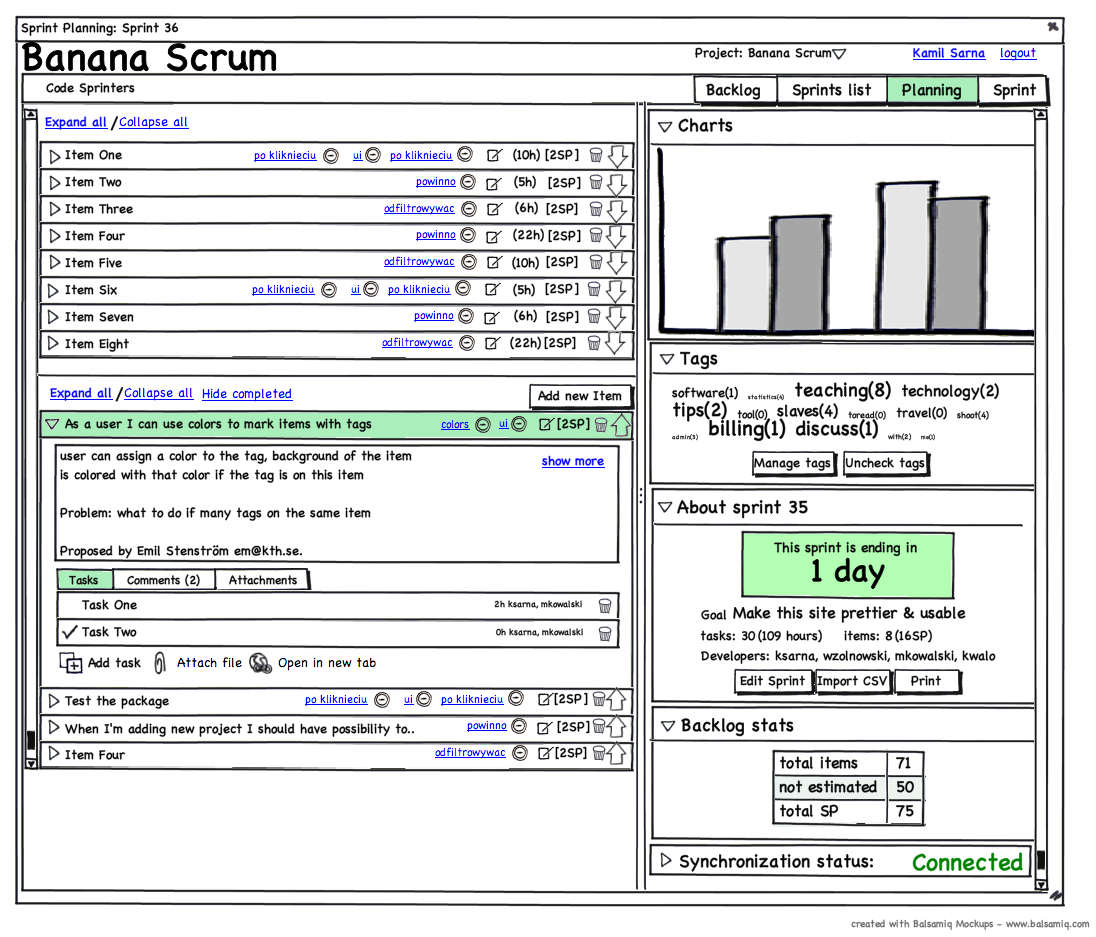 Sprint Planning: Sprint 36
Banana Scrum
Project: Banana Scrum
Kamil Sarna logout
Code Sprinters
Backlog Sprints list Planning Sprint
Expand all / Collapse all
Item One po kliknieciu ui po kliknieciu (10h) [2SP]
Item Two powinno (5h) [2SP]
Item Three odfiltrowywac (6h) [2SP]
Item Four powinno (22h) [2SP]
Item Five odfiltrowywac (10h) [2SP]
Item Six po kliknieciu ui po kliknieciu (5h) [2SP]
Item Seven powinno (6h) [2SP]
Item Eight odfiltrowywac (22h) [2SP]
Expand all / Collapse all Hide completed Add new Item
As a user I can use colors to mark items with tags colors ui [2SP]
user can assign a color to the tag, background of the item
show more
is colored with that color if the tag is on this item
Problem: what to do if many tags on the same item
Proposed by Emil Stenström em@kth.se.
Tasks Comments (2) Attachments
Task One 2h ksarna, mkowalski
Task Two 0h ksarna, mkowalski
Add task Attach file Open in new tab
Test the package po kliknieciu ui po kliknieciu [2SP]
When I'm adding new project I should have possibility to.. powinno [2SP]
Item Four odfiltrowywac [2SP]
Charts
Tags
software(1) statistics(4) teaching(8) technology(2)
tips(2) tool(0) slaves(4) toread(0) travel(0) shoot(4)
admin(3) billing(1) discuss(1) with(2) me(1)
Manage tags Uncheck tags
About sprint 35
This sprint is ending in
1 day
Goal Make this site prettier & usable
tasks: 30 (109 hours) items: 8 (16SP)
Developers: ksarna, wzolnowski, mkowalski, kwalo
Edit Sprint Import CSV Print
Backlog stats
total items 71
not estimated 50
total SP 75
Synchronization status: Connected
created with Balsamiq Mockups - www.balsamiq.com